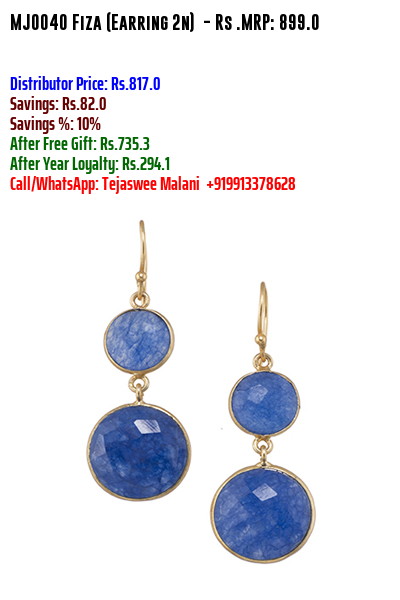 MJ0040 Fiza (Earring 2n) - Rs .MRP: 899.0
Distributor Price: Rs.817.0
Savings: Rs.82.0
Savings %: 10%
After Free Gift: Rs.735.3
After Year Loyalty: Rs.294.1
Call/WhatsApp: Tejaswee Malani +919913378628